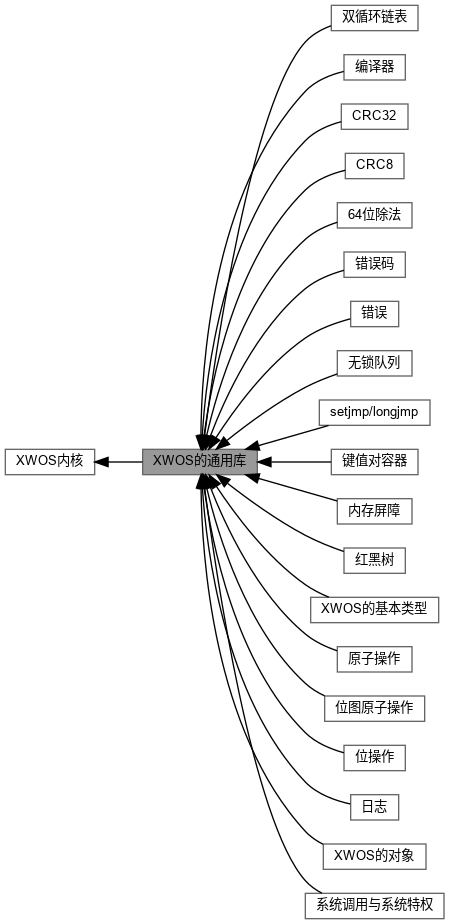 双循环链表
编译器
CRC32
CRC8
64位除法
错误码
错误
无锁队列
setjmp/longjmp
XWOS内核
XWOS的通用库
键值对容器
内存屏障
红黑树
XWOS的基本类型
原子操作
位图原子操作
位操作
日志
XWOS的对象
系统调用与系统特权